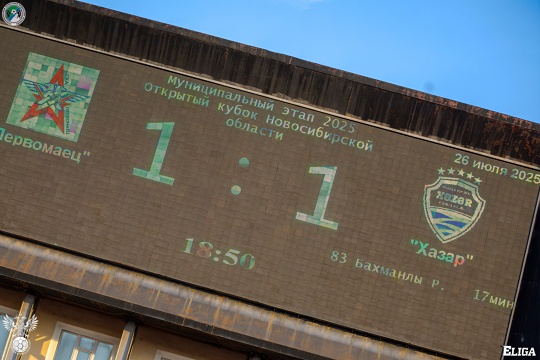 Муниципальный этап 2025
Открытый кубок Новосибирской
области
26 июля 2025
Первомаец"
1 : 1
XƏZƏR
"Хазар"
18:50
83 Бахманлы Р. 17мин
ELIGA